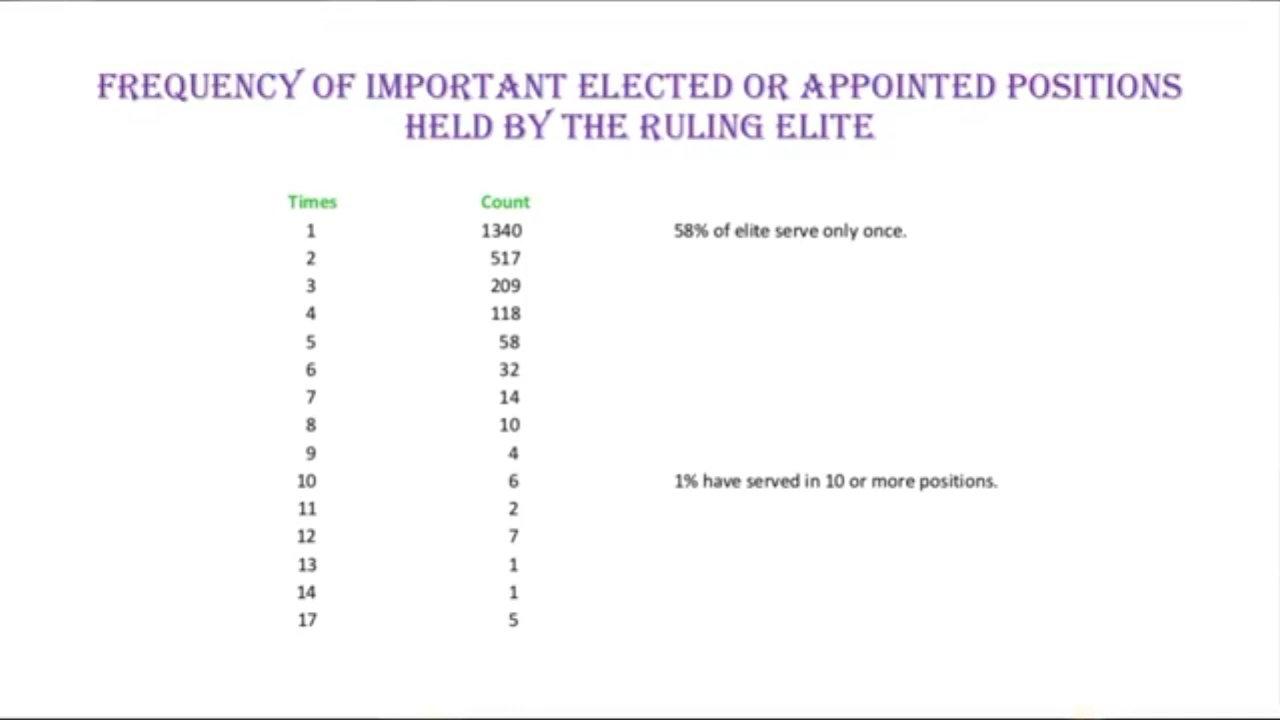 FREQUENCY OF IMPORTANT ELECTED OR APPOINTED POSITIONS
HELD BY THE RULING ELITE
Times Count
1 1340 58% of elite serve only once.
2 517
3 209
4 118
5 58
6 32
7 14
8 10
9 4
10 6 1% have served in 10 or more positions.
11 2
12 7
13 1
14 1
17 5